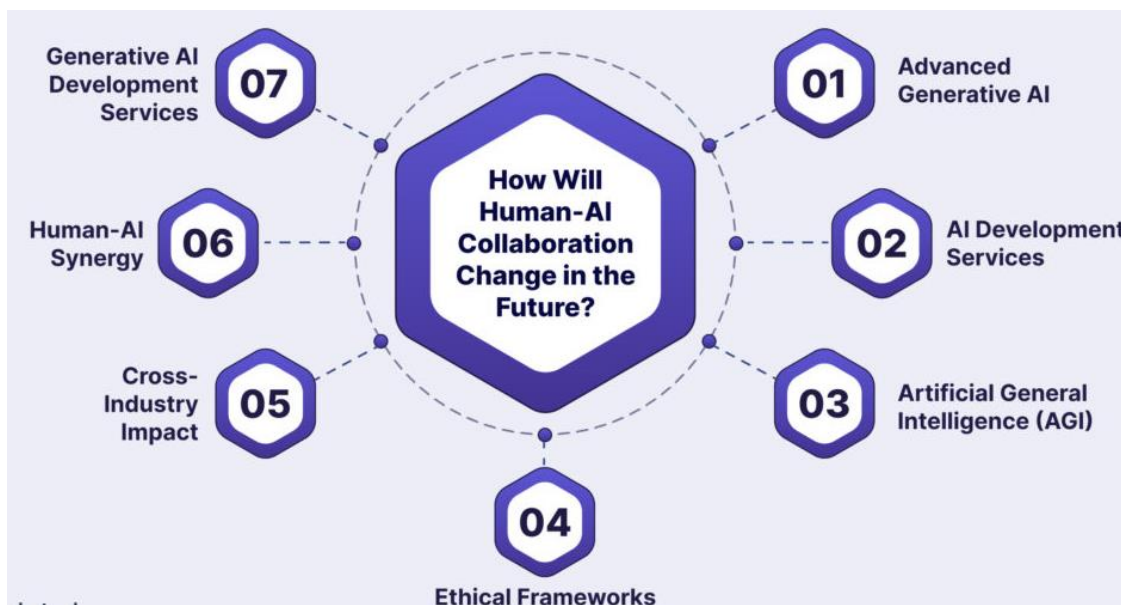 How Will
Human-AI
Collaboration
Change in the
Future?
01
Advanced
Generative AI
02
AI Development
Services
03
Artificial General
Intelligence (AGI)
04
Ethical Frameworks
05
Cross-
Industry
Impact
06
Human-AI
Synergy
07
Generative AI
Development
Services